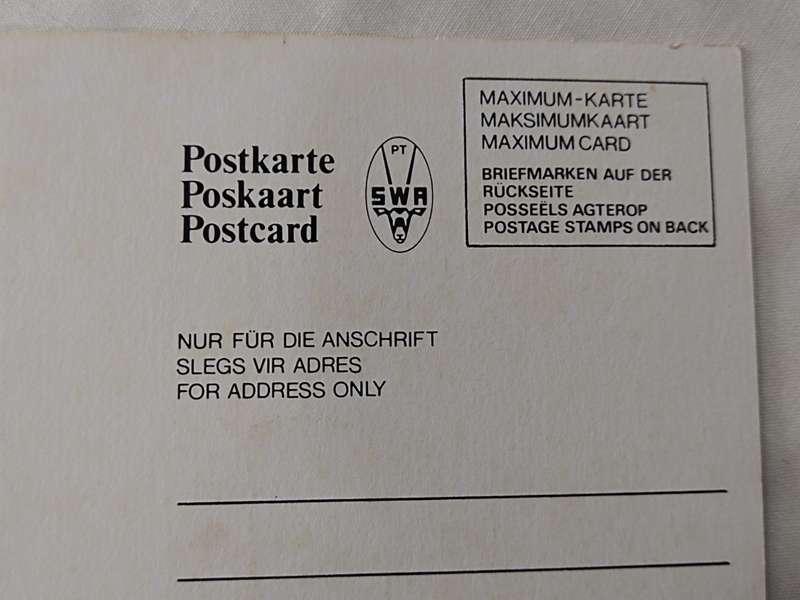 Postkarte
Poskaart
Postcard
PT
SWA
MAXIMUM-KARTE
MAKSIMUMKAART
MAXIMUM CARD
BRIEFMARKEN AUF DER
RÜCKSEITE
POSSEËLS AGTEROP
POSTAGE STAMPS ON BACK
NUR FÜR DIE ANSCHRIFT
SLEGS VIR ADRES
FOR ADDRESS ONLY